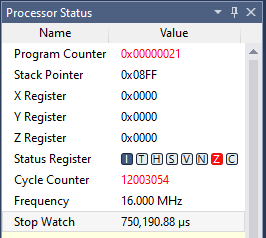 Processor Status
Name Value
Program Counter 0x00000021
Stack Pointer 0x08FF
X Register 0x0000
Y Register 0x0000
Z Register 0x0000
Status Register I T H S V N Z C
Cycle Counter 12003054
Frequency 16.000 MHz
Stop Watch 750,190.88 µs